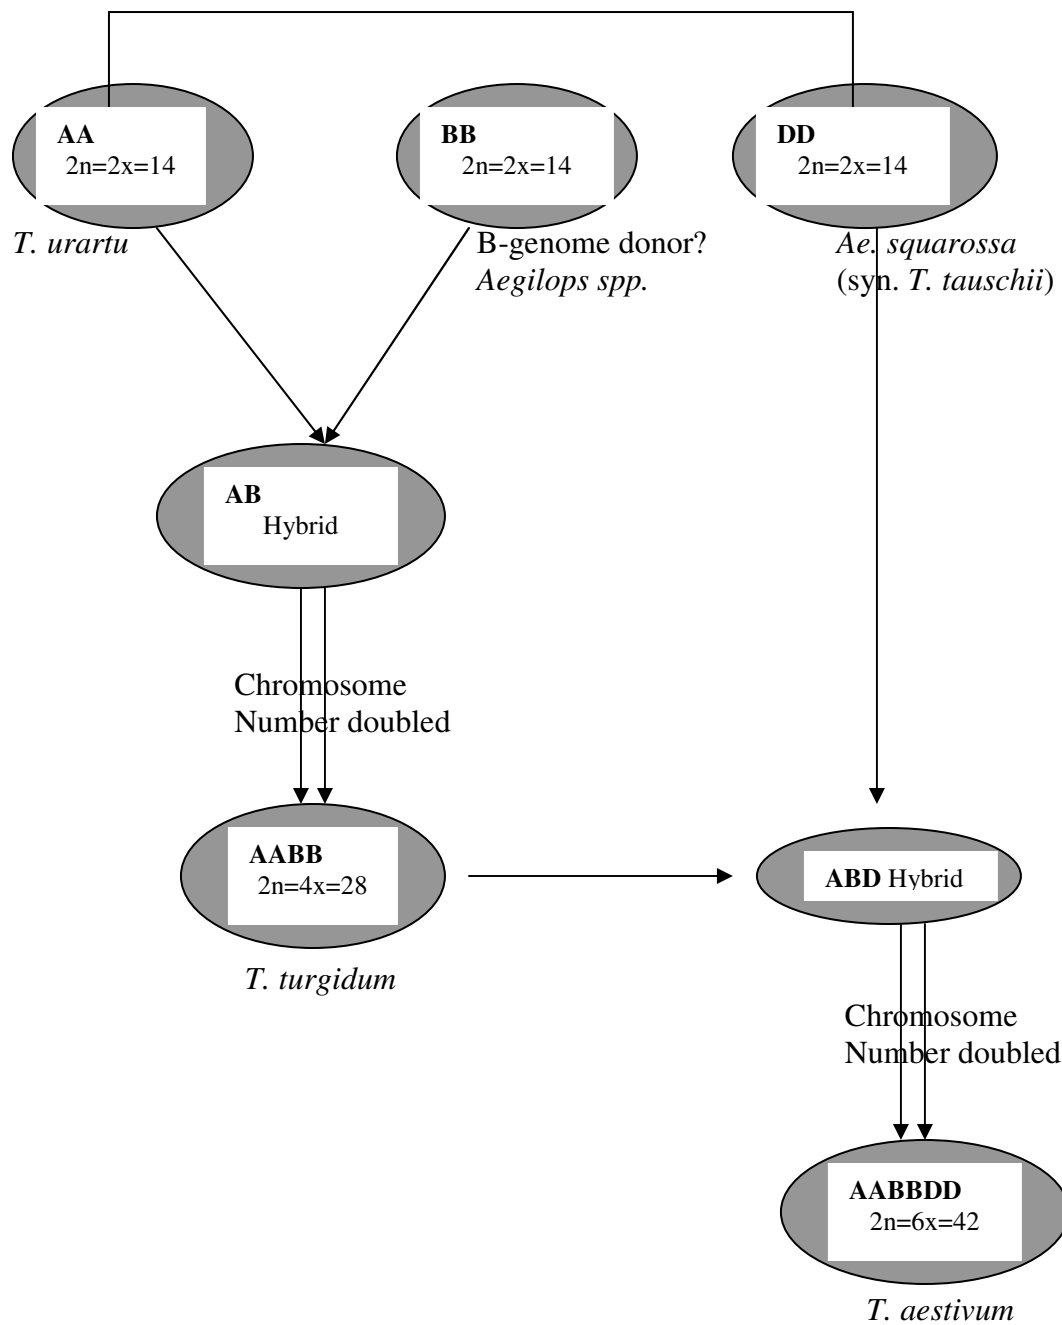 AA
2n=2x=14
BB
2n=2x=14
DD
2n=2x=14
T. urartu
B-genome donor?
Aegilops spp.
Ae. squarossa
(syn. T. tauschii)
AB
Hybrid
Chromosome
Number doubled
AABB
2n=4x=28
T. turgidum
ABD Hybrid
Chromosome
Number doubled
AABBDD
2n=6x=42
T. aestivum